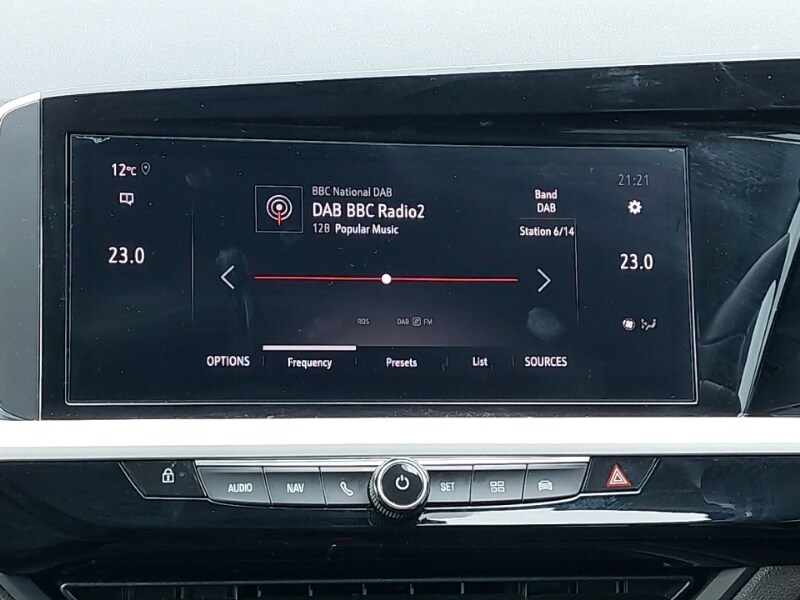 12°C
23.0
BBC National DAB
DAB BBC Radio2
12B Popular Music
Band
DAB
Station 6/14
21:21
23.0
RDS DAB FM
OPTIONS Frequency Presets List SOURCES
AUDIO NAV SET